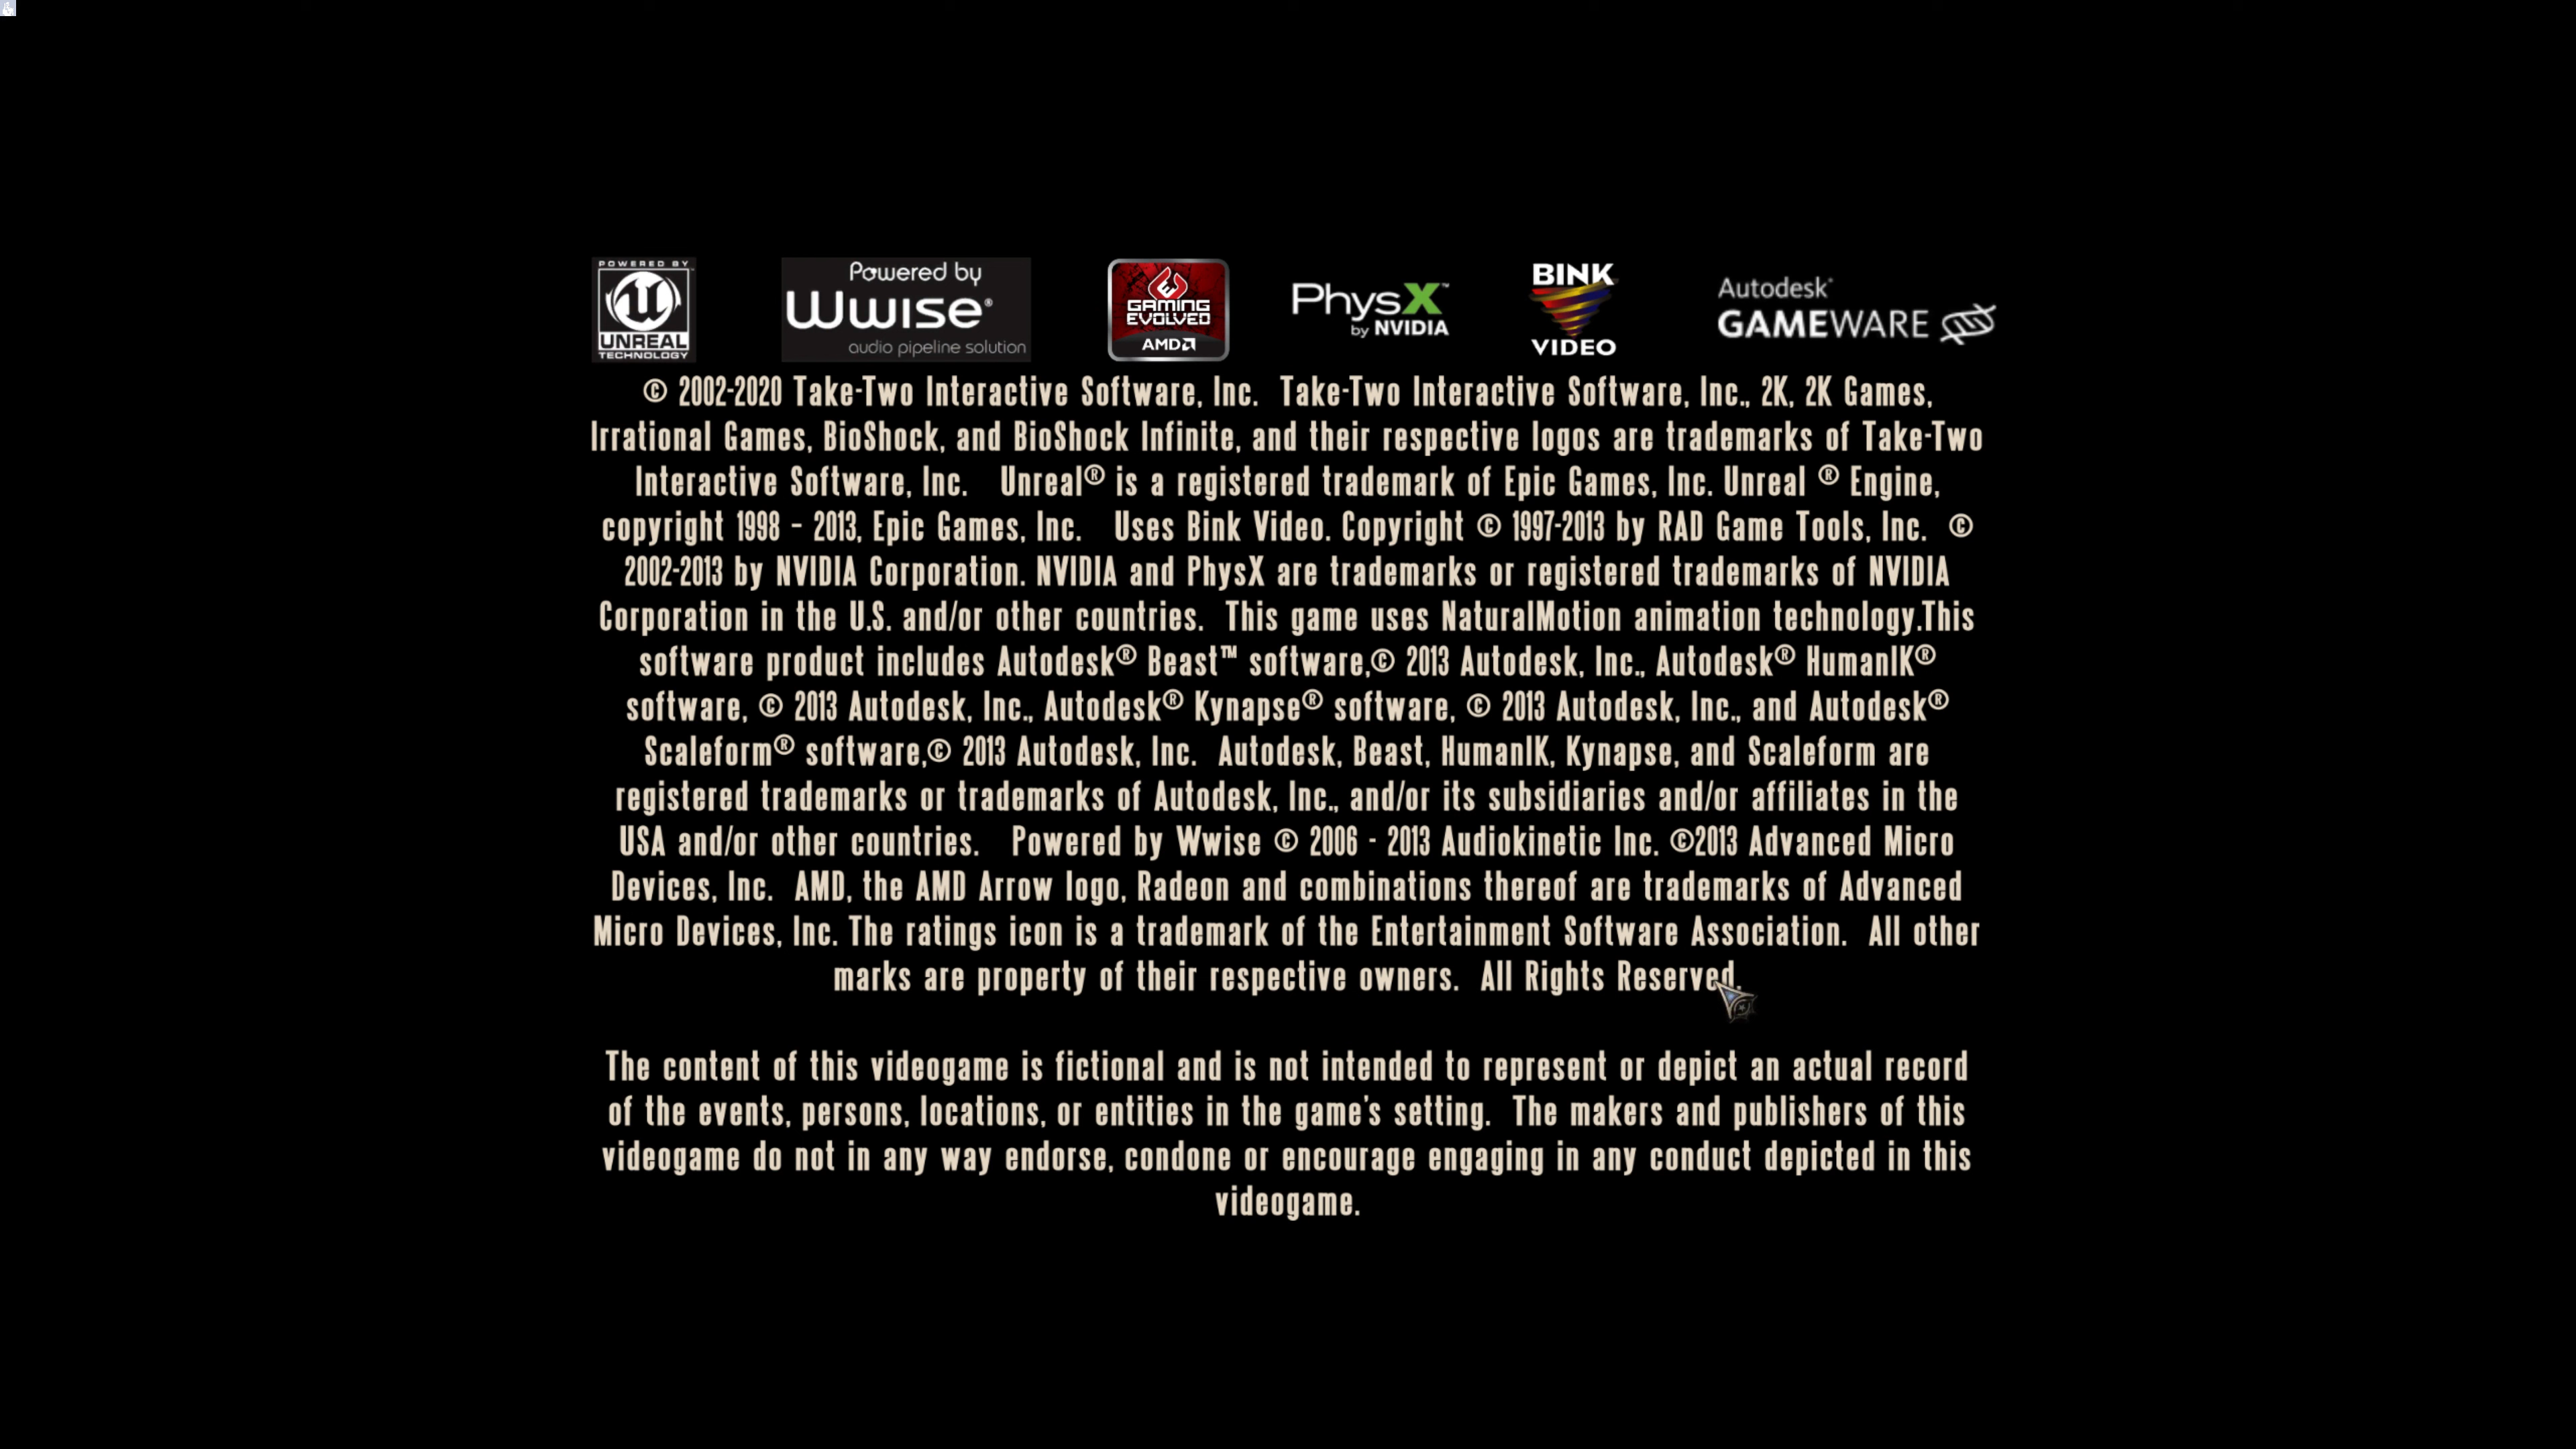 POWERED BY
UNREAL
TECHNOLOGY
Powered by
Wwise®
audio pipeline solution
GAMING
EVOLVED
AMD
PhysX™
by NVIDIA
BINK
VIDEO
Autodesk®
GAMEWARE
© 2002-2020 Take-Two Interactive Software, Inc.  Take-Two Interactive Software, Inc., 2K, 2K Games,
Irrational Games, BioShock, and BioShock Infinite, and their respective logos are trademarks of Take-Two
Interactive Software, Inc.   Unreal® is a registered trademark of Epic Games, Inc. Unreal ® Engine,
copyright 1998 – 2013, Epic Games, Inc.   Uses Bink Video. Copyright © 1997-2013 by RAD Game Tools, Inc.  ©
2002-2013 by NVIDIA Corporation. NVIDIA and PhysX are trademarks or registered trademarks of NVIDIA
Corporation in the U.S. and/or other countries.  This game uses NaturalMotion animation technology.This
software product includes Autodesk® Beast™ software,© 2013 Autodesk, Inc., Autodesk® HumanIK®
software, © 2013 Autodesk, Inc., Autodesk® Kynapse® software, © 2013 Autodesk, Inc., and Autodesk®
Scaleform® software,© 2013 Autodesk, Inc.  Autodesk, Beast, HumanIK, Kynapse, and Scaleform are
registered trademarks or trademarks of Autodesk, Inc., and/or its subsidiaries and/or affiliates in the
USA and/or other countries.   Powered by Wwise © 2006 - 2013 Audiokinetic Inc. ©2013 Advanced Micro
Devices, Inc.  AMD, the AMD Arrow logo, Radeon and combinations thereof are trademarks of Advanced
Micro Devices, Inc. The ratings icon is a trademark of the Entertainment Software Association.  All other
marks are property of their respective owners.  All Rights Reserved.
The content of this videogame is fictional and is not intended to represent or depict an actual record
of the events, persons, locations, or entities in the game's setting.  The makers and publishers of this
videogame do not in any way endorse, condone or encourage engaging in any conduct depicted in this
videogame.